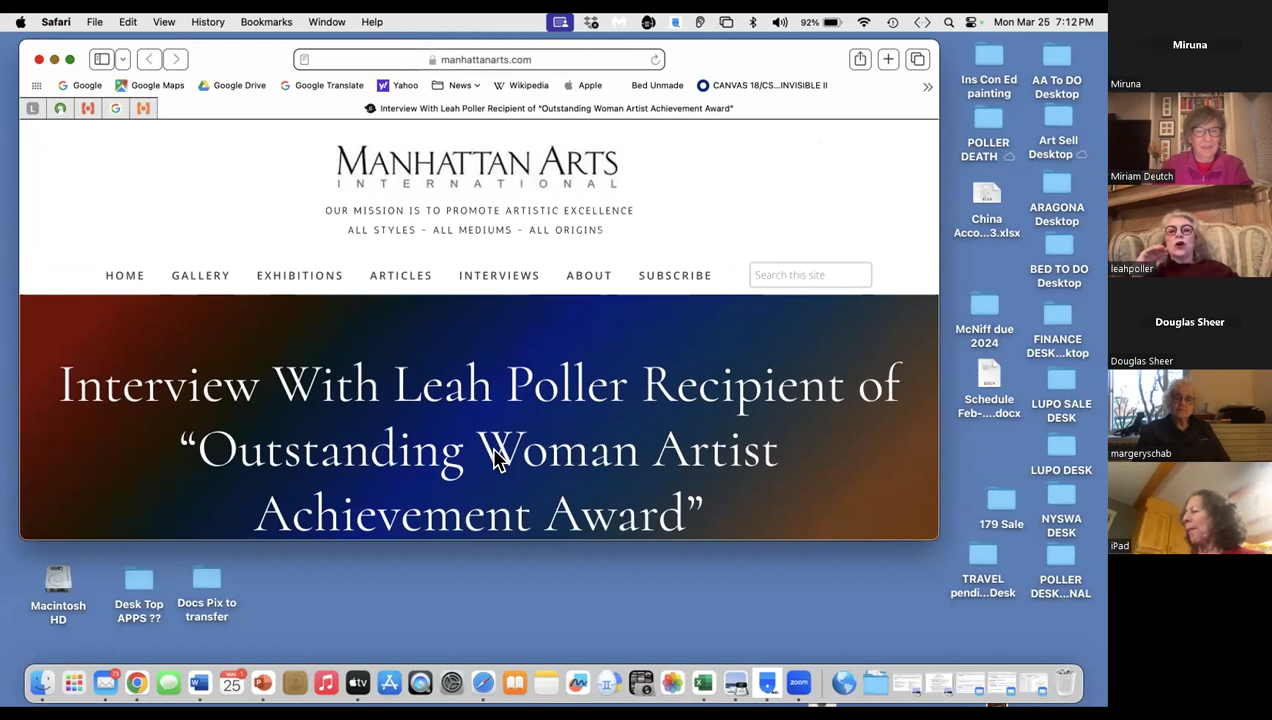 Safari File Edit View History Bookmarks Window Help 92% Mon Mar 25 7:12 PM
manhattanarts.com
Google Google Maps Google Drive Google Translate Yahoo News Wikipedia Apple Bed Unmade CANVAS 18/CS...INVISIBLE II
L G Interview With Leah Poller Recipient of "Outstanding Woman Artist Achievement Award"
MANHATTAN ARTS
INTERNATIONAL
OUR MISSION IS TO PROMOTE ARTISTIC EXCELLENCE
ALL STYLES – ALL MEDIUMS – ALL ORIGINS
HOME GALLERY EXHIBITIONS ARTICLES INTERVIEWS ABOUT SUBSCRIBE Search this site
Interview With Leah Poller Recipient of
“Outstanding Woman Artist
Achievement Award”
Ins Con Ed
painting
AA To DO
Desktop
POLLER
DEATH
Art Sell
Desktop
China
Acco...3.xlsx
ARAGONA
Desktop
BED TO DO
Desktop
McNiff due
2024
FINANCE
DESK...ktop
Schedule
Feb-....docx
LUPO SALE
DESK
LUPO DESK
179 Sale
NYSWA
DESK
TRAVEL
pendi...Desk
POLLER
DESK...NAL
Macintosh
HD
Desk Top
APPS ??
Docs Pix to
transfer
25
tv
zoom
Miruna
Miruna
Miriam Deutch
leahpoller
Douglas Sheer
Douglas Sheer
margeryschab
iPad